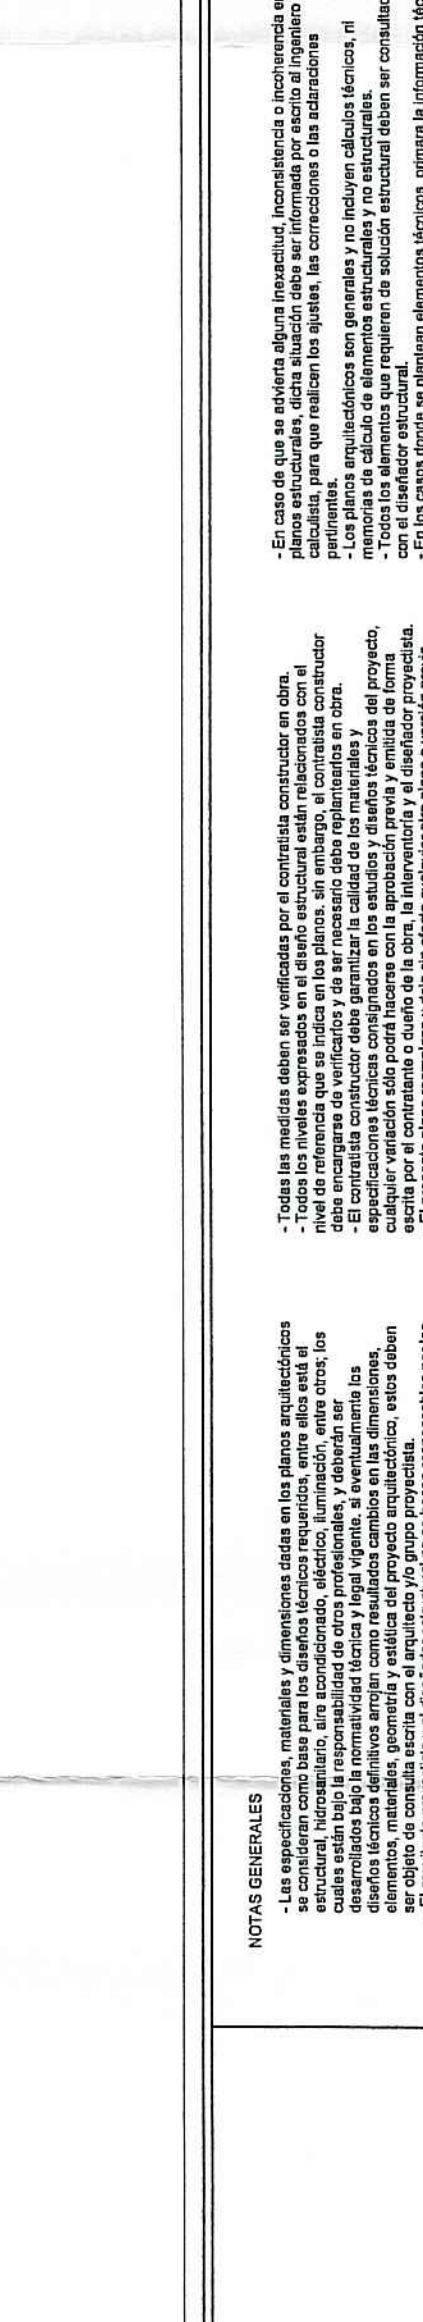 NOTAS GENERALES
- Las especificaciones, materiales y dimensiones dadas en los planos arquitectónicos
se consideran como base para los diseños técnicos requeridos, entre ellos está el
estructural, hidrosanitario, aire acondicionado, eléctrico, iluminación, entre otros; los
cuales están bajo la responsabilidad de otros profesionales, y deberán ser
desarrollados bajo la normatividad técnica y legal vigente. si eventualmente los
diseños técnicos definitivos arrojan como resultados cambios en las dimensiones,
elementos, materiales, geometría y estética del proyecto arquitectónico, estos deben
ser objeto de consulta escrita con el arquitecto y/o grupo proyectista.
- Todas las medidas deben ser verificadas por el contratista constructor en obra.
- Todos los niveles expresados en el diseño estructural están relacionados con el
nivel de referencia que se indica en los planos. sin embargo, el contratista constructor
debe encargarse de verificarlos y de ser necesario debe replantearlos en obra.
- El contratista constructor debe garantizar la calidad de los materiales y
especificaciones técnicas consignados en los estudios y diseños técnicos del proyecto,
cualquier variación sólo podrá hacerse con la aprobación previa y emitida de forma
escrita por el contratante o dueño de la obra, la interventoría y el diseñador proyectista.
- En caso de que se advierta alguna inexactitud, inconsistencia o incoherencia en
planos estructurales, dicha situación debe ser informada por escrito al ingeniero
calculista, para que realicen los ajustes, las correcciones o las aclaraciones
pertinentes.
- Los planos arquitectónicos son generales y no incluyen cálculos técnicos, ni
memorias de cálculo de elementos estructurales y no estructurales.
- Todos los elementos que requieren de solución estructural deben ser
con el diseñador estructural.
- En los casos donde se plantean elementos técnicos, primara la información